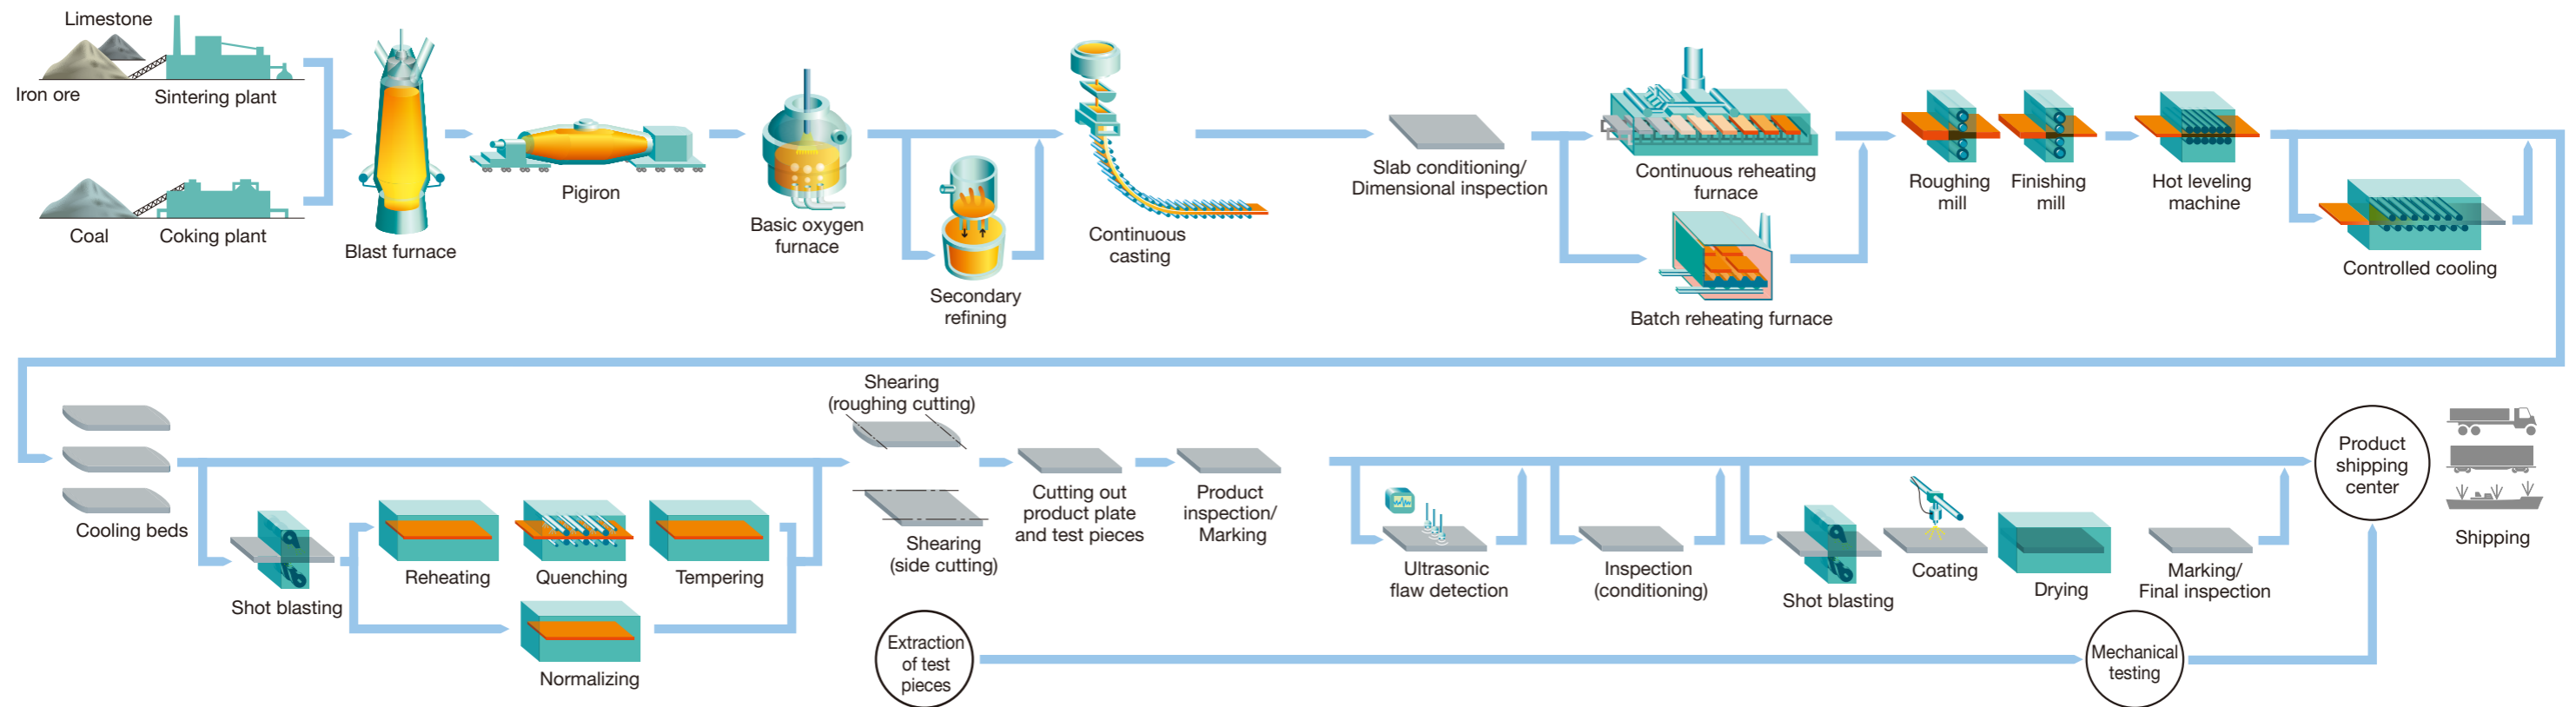 Limestone
Iron ore
Sintering plant
Coal
Coking plant
Blast furnace
Pigiron
Basic oxygen
furnace
Secondary
refining
Continuous
casting
Slab conditioning/
Dimensional inspection
Continuous reheating
furnace
Batch reheating furnace
Roughing
mill
Finishing
mill
Hot leveling
machine
Controlled cooling
Cooling beds
Shot blasting
Reheating
Quenching
Tempering
Normalizing
Shearing
(roughing cutting)
Shearing
(side cutting)
Cutting out
product plate
and test pieces
Product
inspection/
Marking
Extraction
of test
pieces
Ultrasonic
flaw detection
Inspection
(conditioning)
Shot blasting
Coating
Drying
Marking/
Final inspection
Mechanical
testing
Product
shipping
center
Shipping